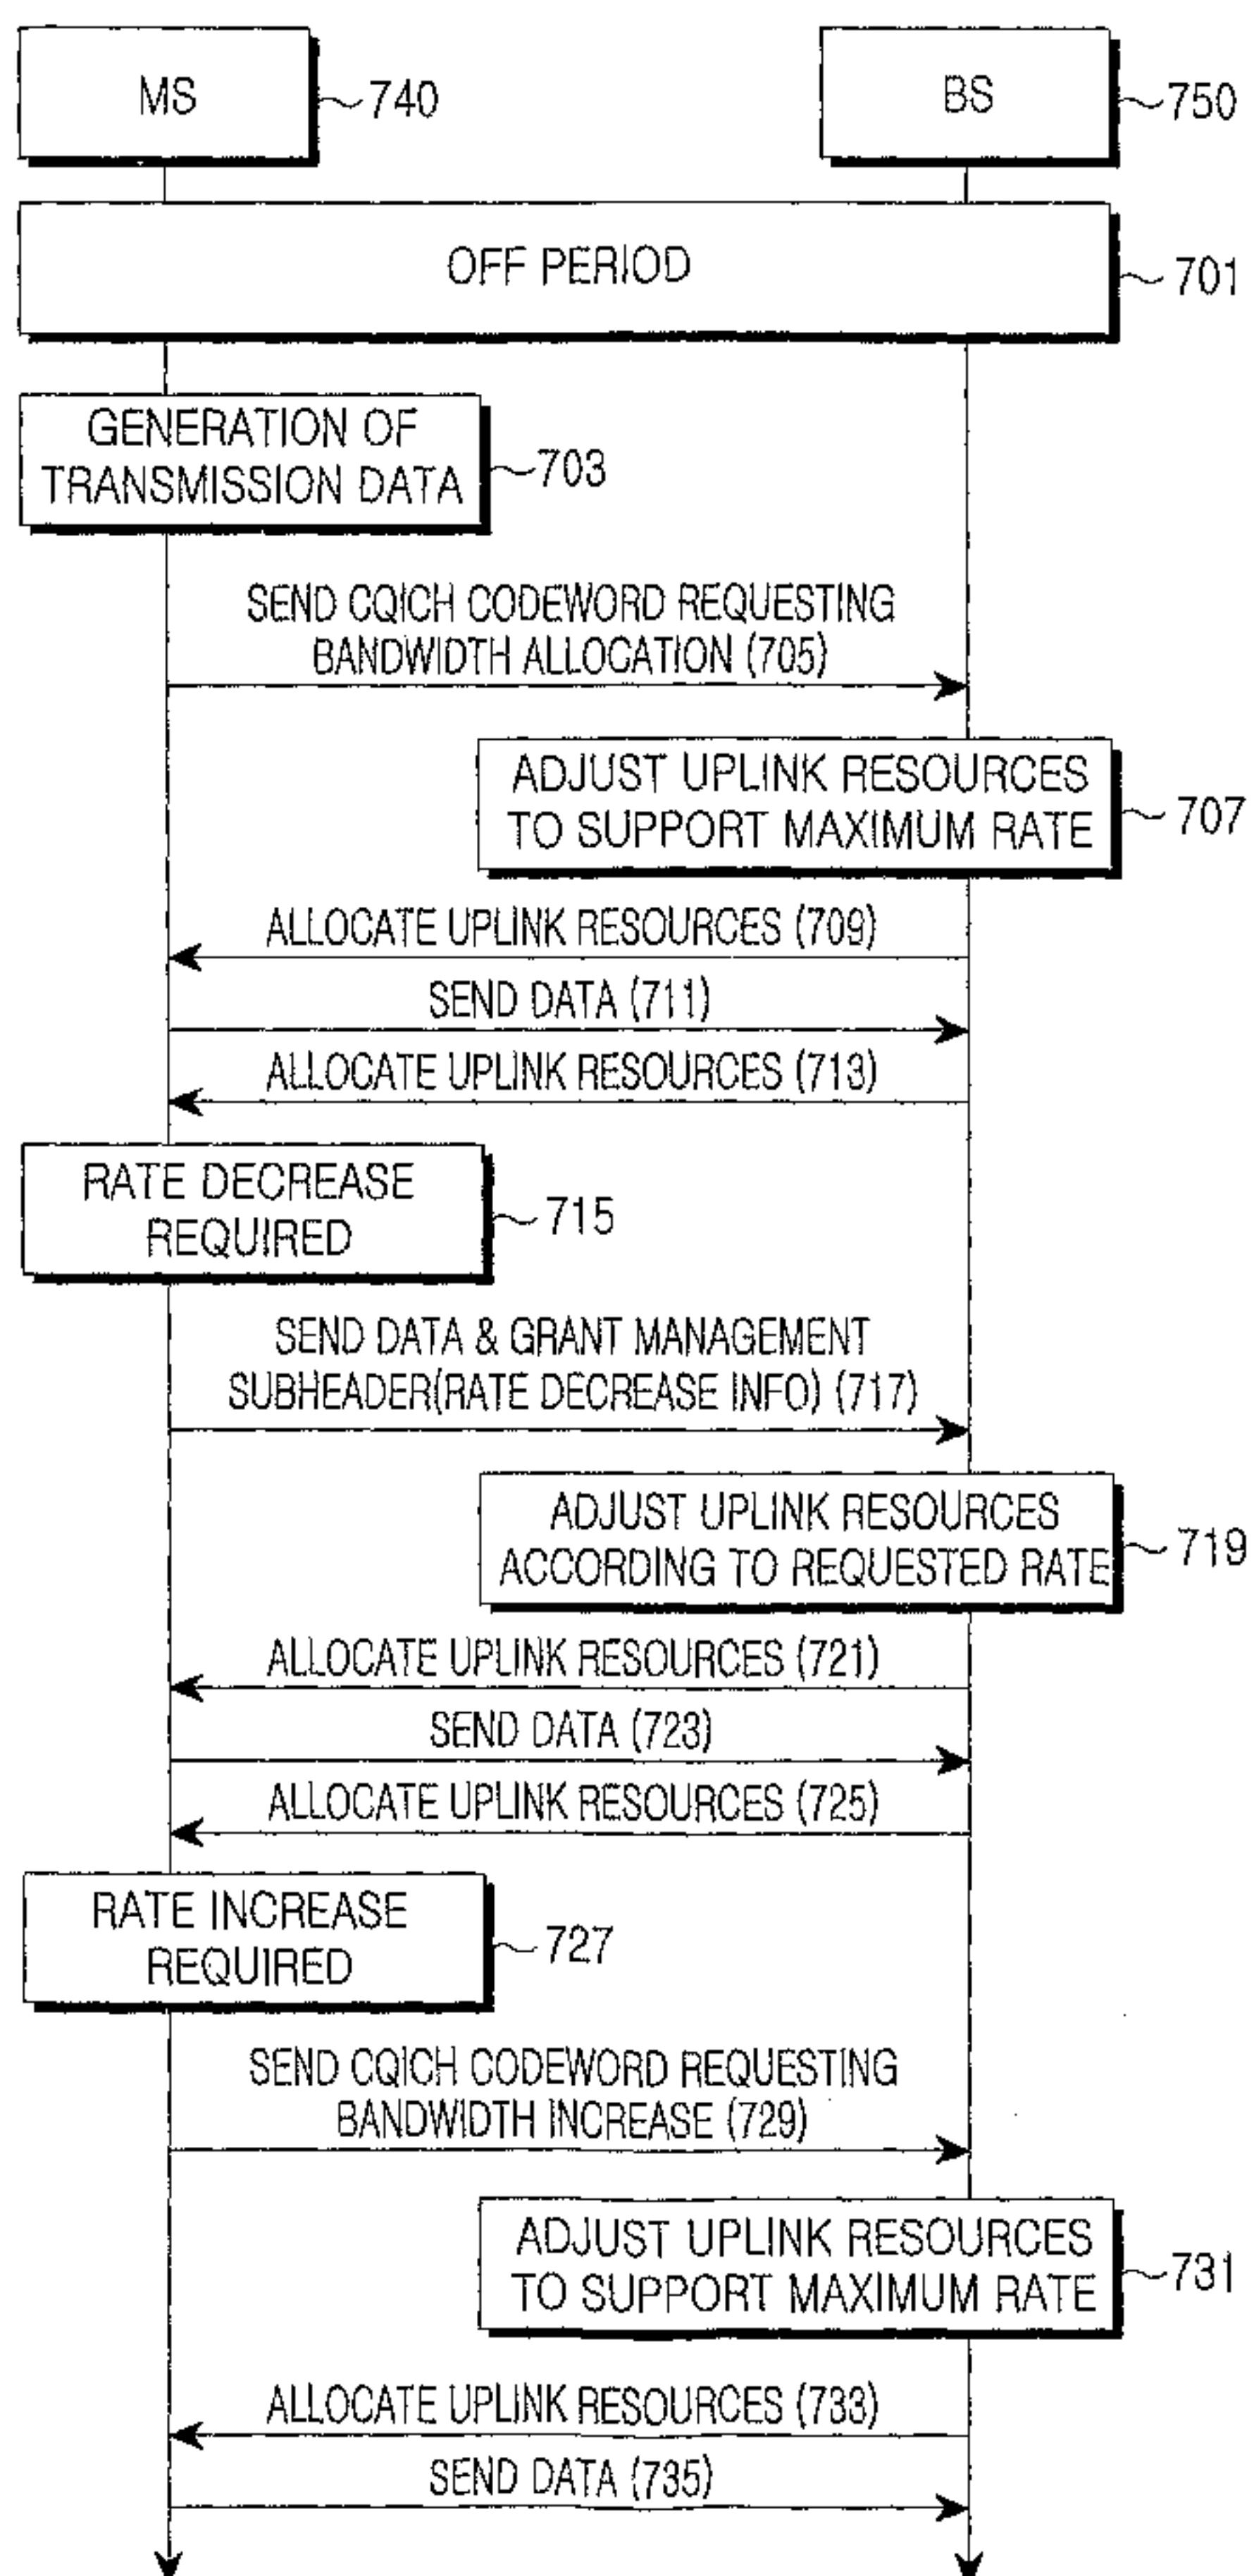 MS
740
BS
750
OFF PERIOD
701
GENERATION OF
TRANSMISSION DATA
703
SEND CQICH CODEWORD REQUESTING
BANDWIDTH ALLOCATION (705)
ADJUST UPLINK RESOURCES
TO SUPPORT MAXIMUM RATE
707
ALLOCATE UPLINK RESOURCES (709)
SEND DATA (711)
ALLOCATE UPLINK RESOURCES (713)
RATE DECREASE
REQUIRED
715
SEND DATA & GRANT MANAGEMENT
SUBHEADER(RATE DECREASE INFO) (717)
ADJUST UPLINK RESOURCES
ACCORDING TO REQUESTED RATE
719
ALLOCATE UPLINK RESOURCES (721)
SEND DATA (723)
ALLOCATE UPLINK RESOURCES (725)
RATE INCREASE
REQUIRED
727
SEND CQICH CODEWORD REQUESTING
BANDWIDTH INCREASE (729)
ADJUST UPLINK RESOURCES
TO SUPPORT MAXIMUM RATE
731
ALLOCATE UPLINK RESOURCES (733)
SEND DATA (735)